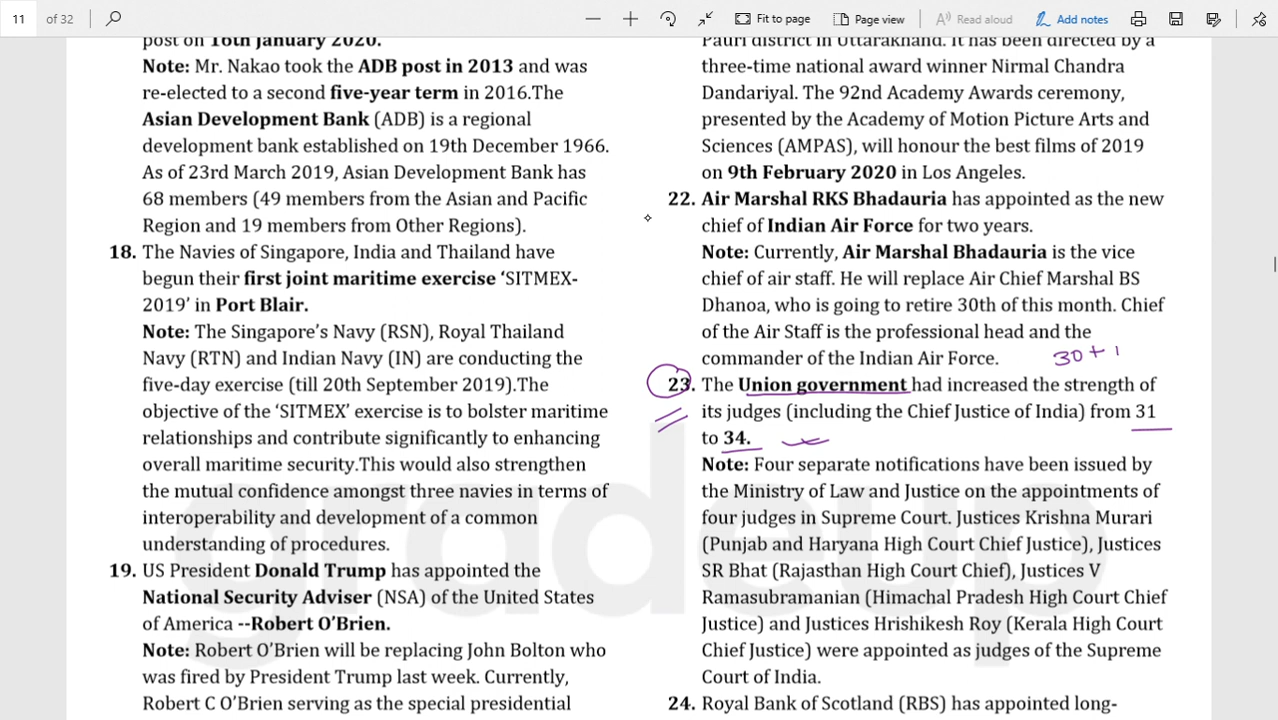 11 of 32 Fit to page Page view Read aloud Add notes
post on 16th January 2020.
Note: Mr. Nakao took the ADB post in 2013 and was
re-elected to a second five-year term in 2016.The
Asian Development Bank (ADB) is a regional
development bank established on 19th December 1966.
As of 23rd March 2019, Asian Development Bank has
68 members (49 members from the Asian and Pacific
Region and 19 members from Other Regions).
18. The Navies of Singapore, India and Thailand have
begun their first joint maritime exercise ‘SITMEX-
2019’ in Port Blair.
Note: The Singapore’s Navy (RSN), Royal Thailand
Navy (RTN) and Indian Navy (IN) are conducting the
five-day exercise (till 20th September 2019).The
objective of the ‘SITMEX’ exercise is to bolster maritime
relationships and contribute significantly to enhancing
overall maritime security.This would also strengthen
the mutual confidence amongst three navies in terms of
interoperability and development of a common
understanding of procedures.
19. US President Donald Trump has appointed the
National Security Adviser (NSA) of the United States
of America --Robert O’Brien.
Note: Robert O’Brien will be replacing John Bolton who
was fired by President Trump last week. Currently,
Robert C O’Brien serving as the special presidential
Pauri district in Uttarakhand. It has been directed by a
three-time national award winner Nirmal Chandra
Dandariyal. The 92nd Academy Awards ceremony,
presented by the Academy of Motion Picture Arts and
Sciences (AMPAS), will honour the best films of 2019
on 9th February 2020 in Los Angeles.
22. Air Marshal RKS Bhadauria has appointed as the new
chief of Indian Air Force for two years.
Note: Currently, Air Marshal Bhadauria is the vice
chief of air staff. He will replace Air Chief Marshal BS
Dhanoa, who is going to retire 30th of this month. Chief
of the Air Staff is the professional head and the
commander of the Indian Air Force.
30 + 1
23. The Union government had increased the strength of
its judges (including the Chief Justice of India) from 31
to 34.
Note: Four separate notifications have been issued by
the Ministry of Law and Justice on the appointments of
four judges in Supreme Court. Justices Krishna Murari
(Punjab and Haryana High Court Chief Justice), Justices
SR Bhat (Rajasthan High Court Chief), Justices V
Ramasubramanian (Himachal Pradesh High Court Chief
Justice) and Justices Hrishikesh Roy (Kerala High Court
Chief Justice) were appointed as judges of the Supreme
Court of India.
24. Royal Bank of Scotland (RBS) has appointed long-
gradeup